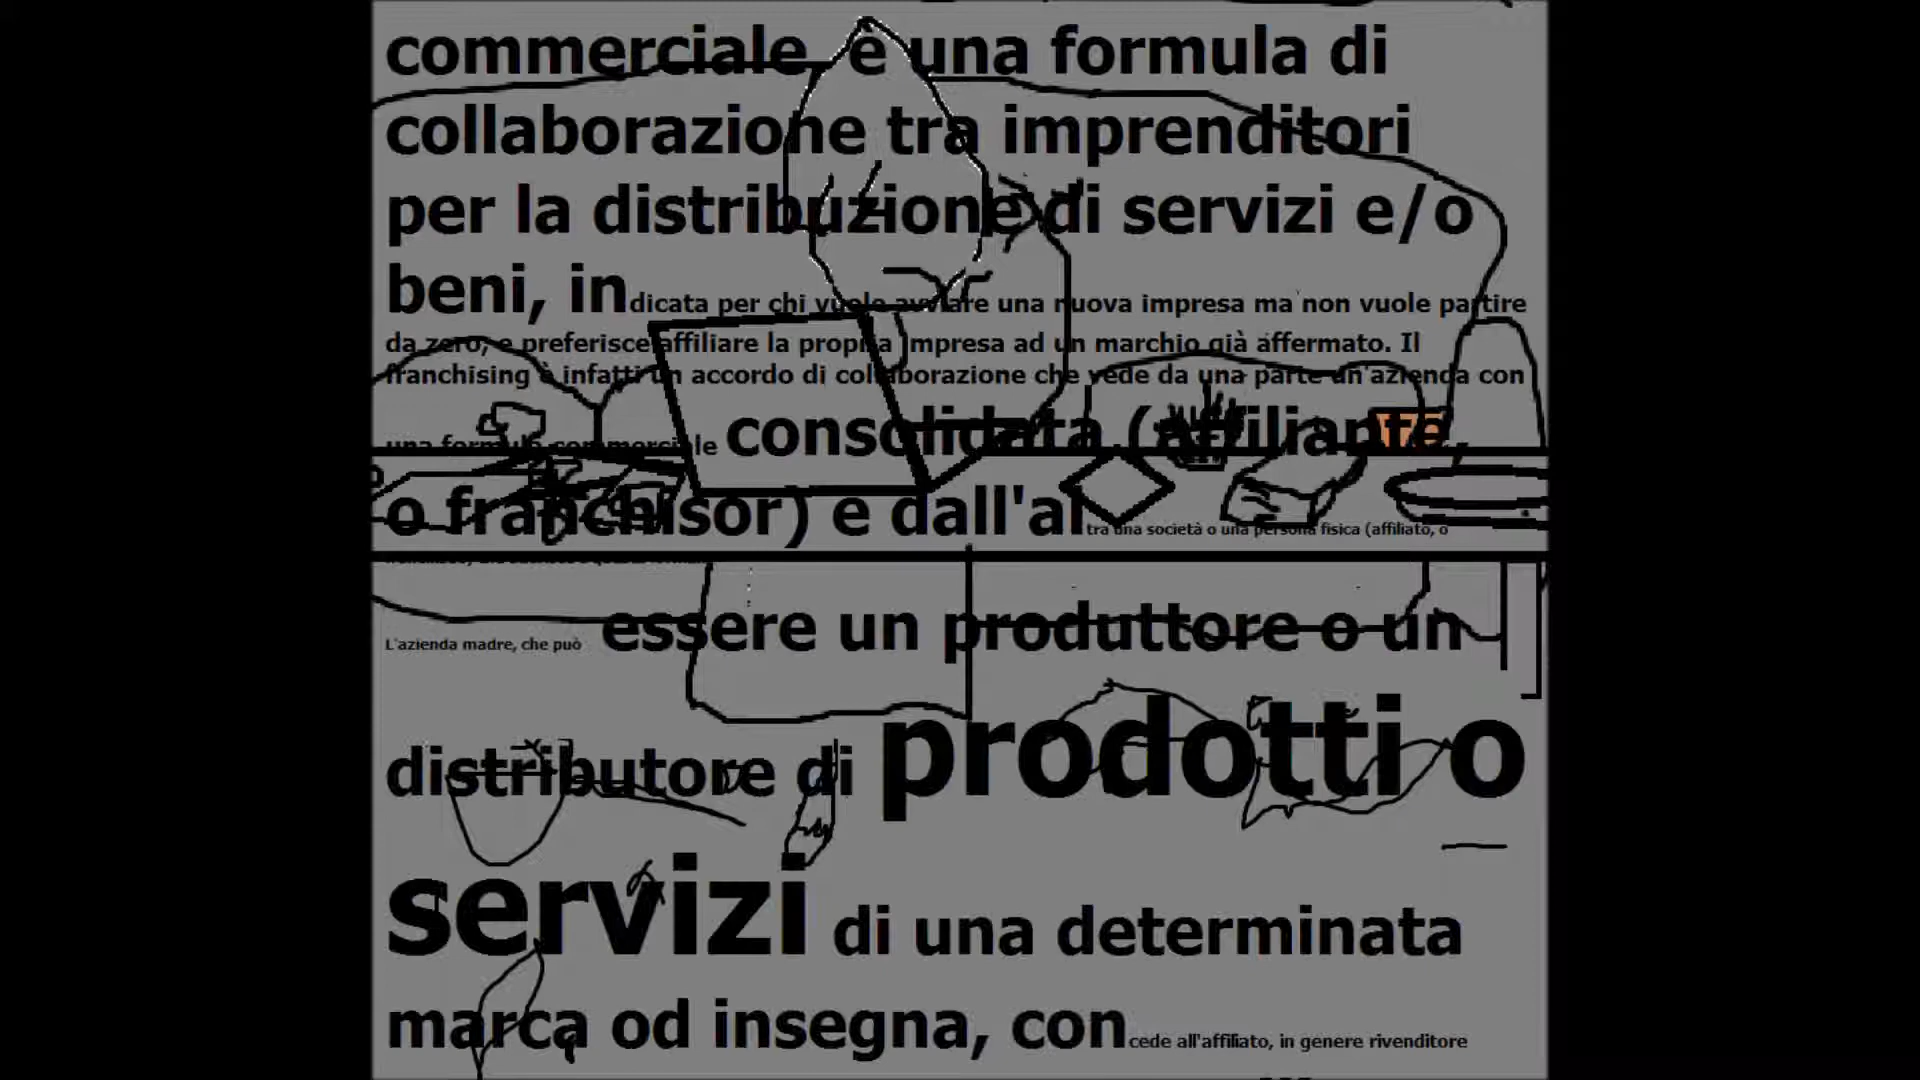 commerciale, è una formula di
collaborazione tra imprenditori
per la distribuzione di servizi e/o
beni, indicata per chi vuole avviare una nuova impresa ma non vuole partire
da zero, e preferisce affiliare la propria impresa ad un marchio già affermato. Il
franchising è infatti un accordo di collaborazione che vede da una parte un'azienda con
una formula commerciale consolidata (affiliante,
o franchisor) e dall'altra una società o una persona fisica (affiliato, o
L'azienda madre, che può essere un produttore o un
distributore di prodotti o
servizi di una determinata
marca od insegna, concede all'affiliato, in genere rivenditore